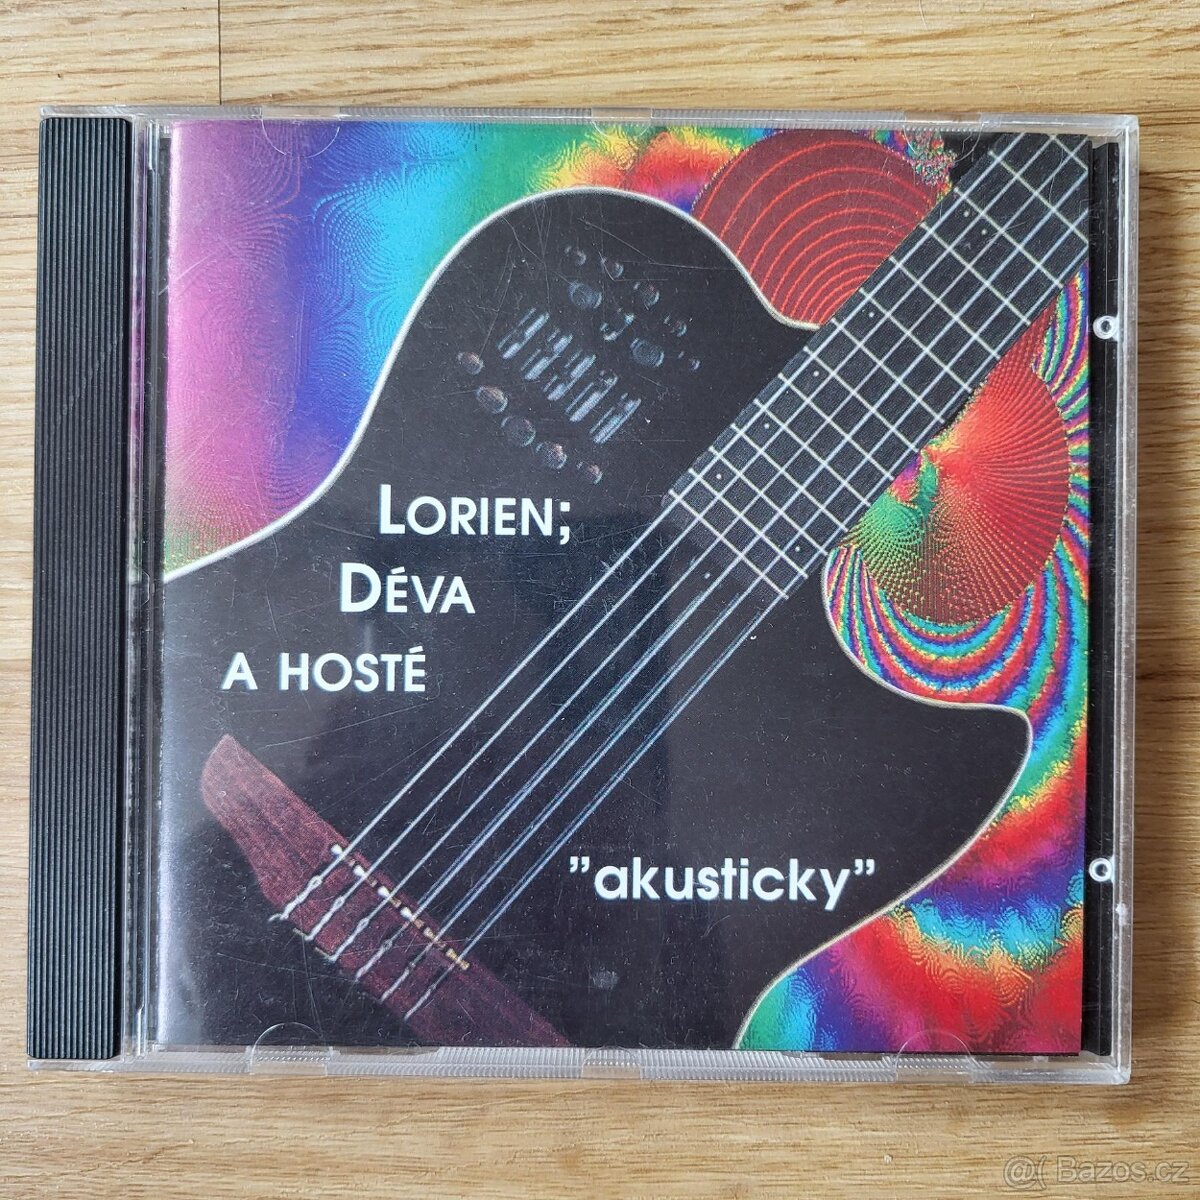 LORIEN;
DÉVA
A HOSTÉ
"akusticky"
@( Bazos.cz